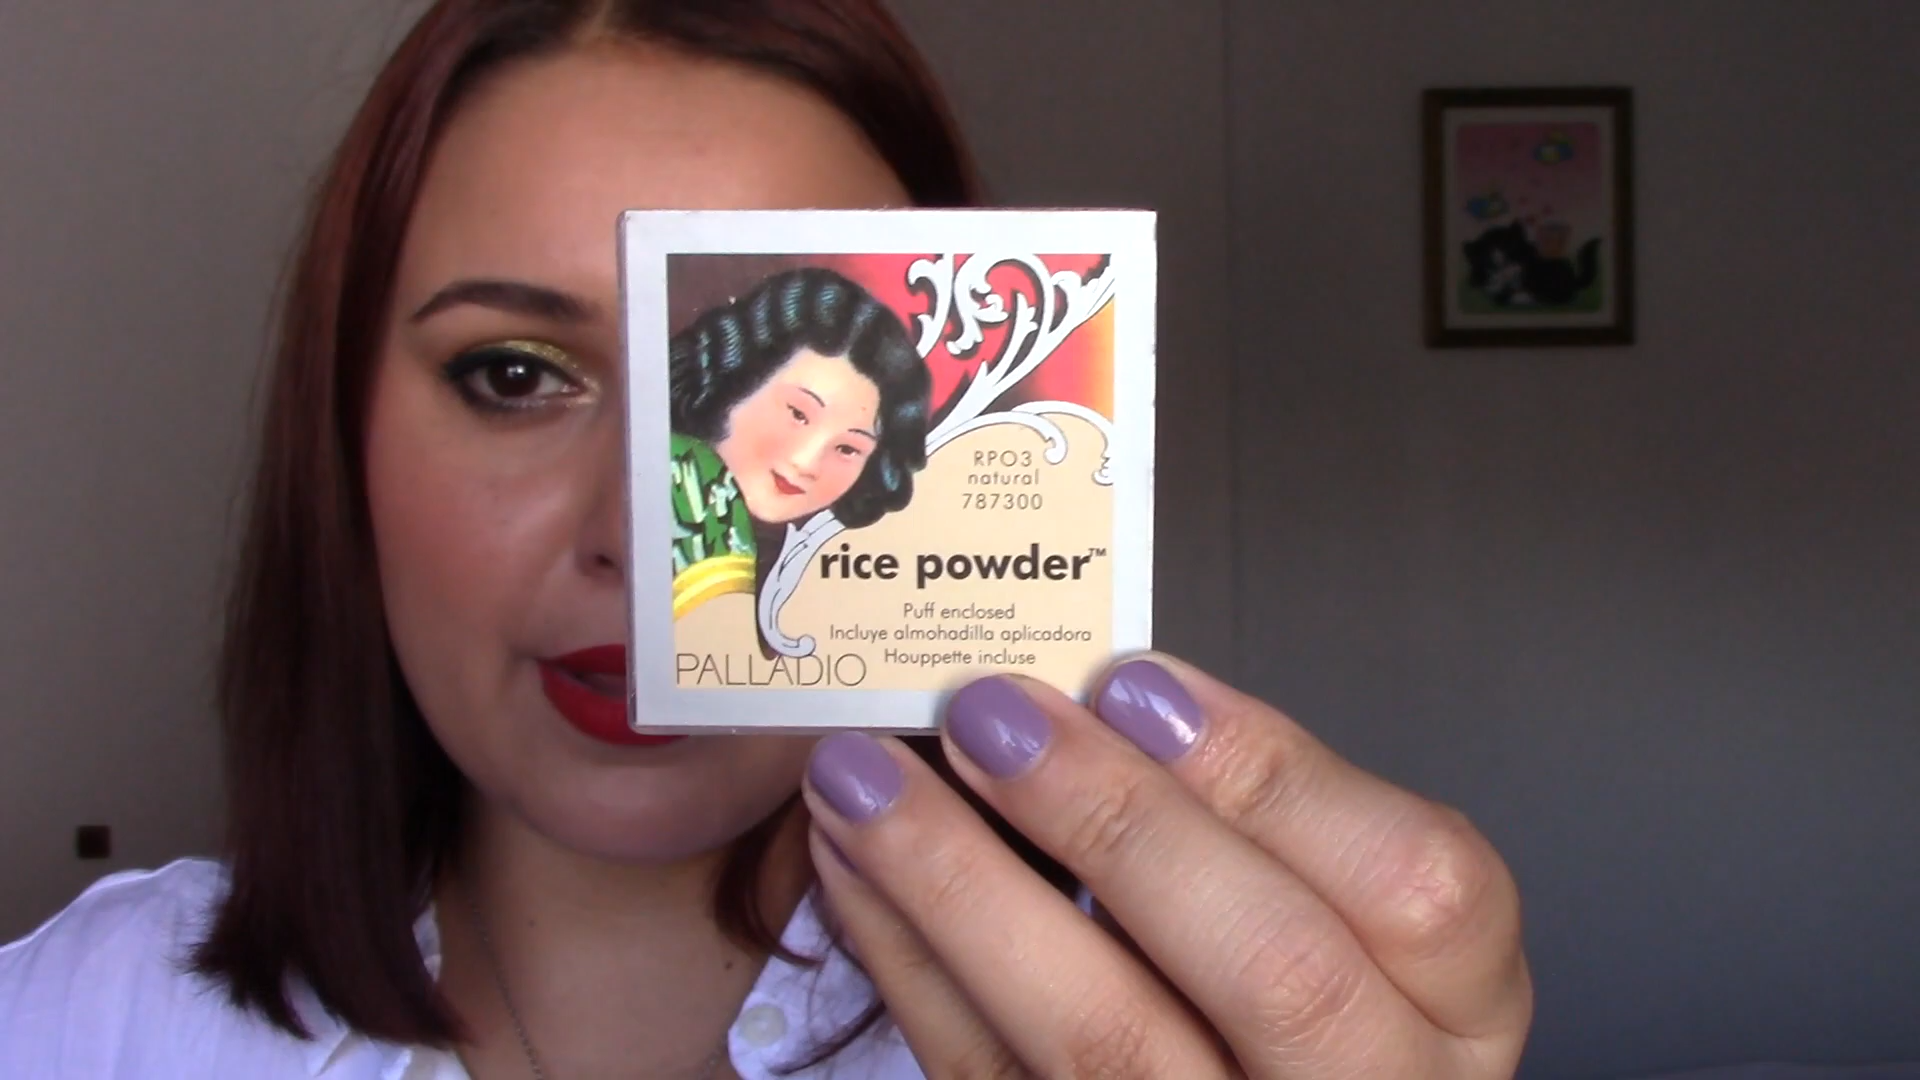 RPO3
natural
787300
rice powder™
Puff enclosed
Incluye almohadilla aplicadora
Houppette incluse
PALLADIO